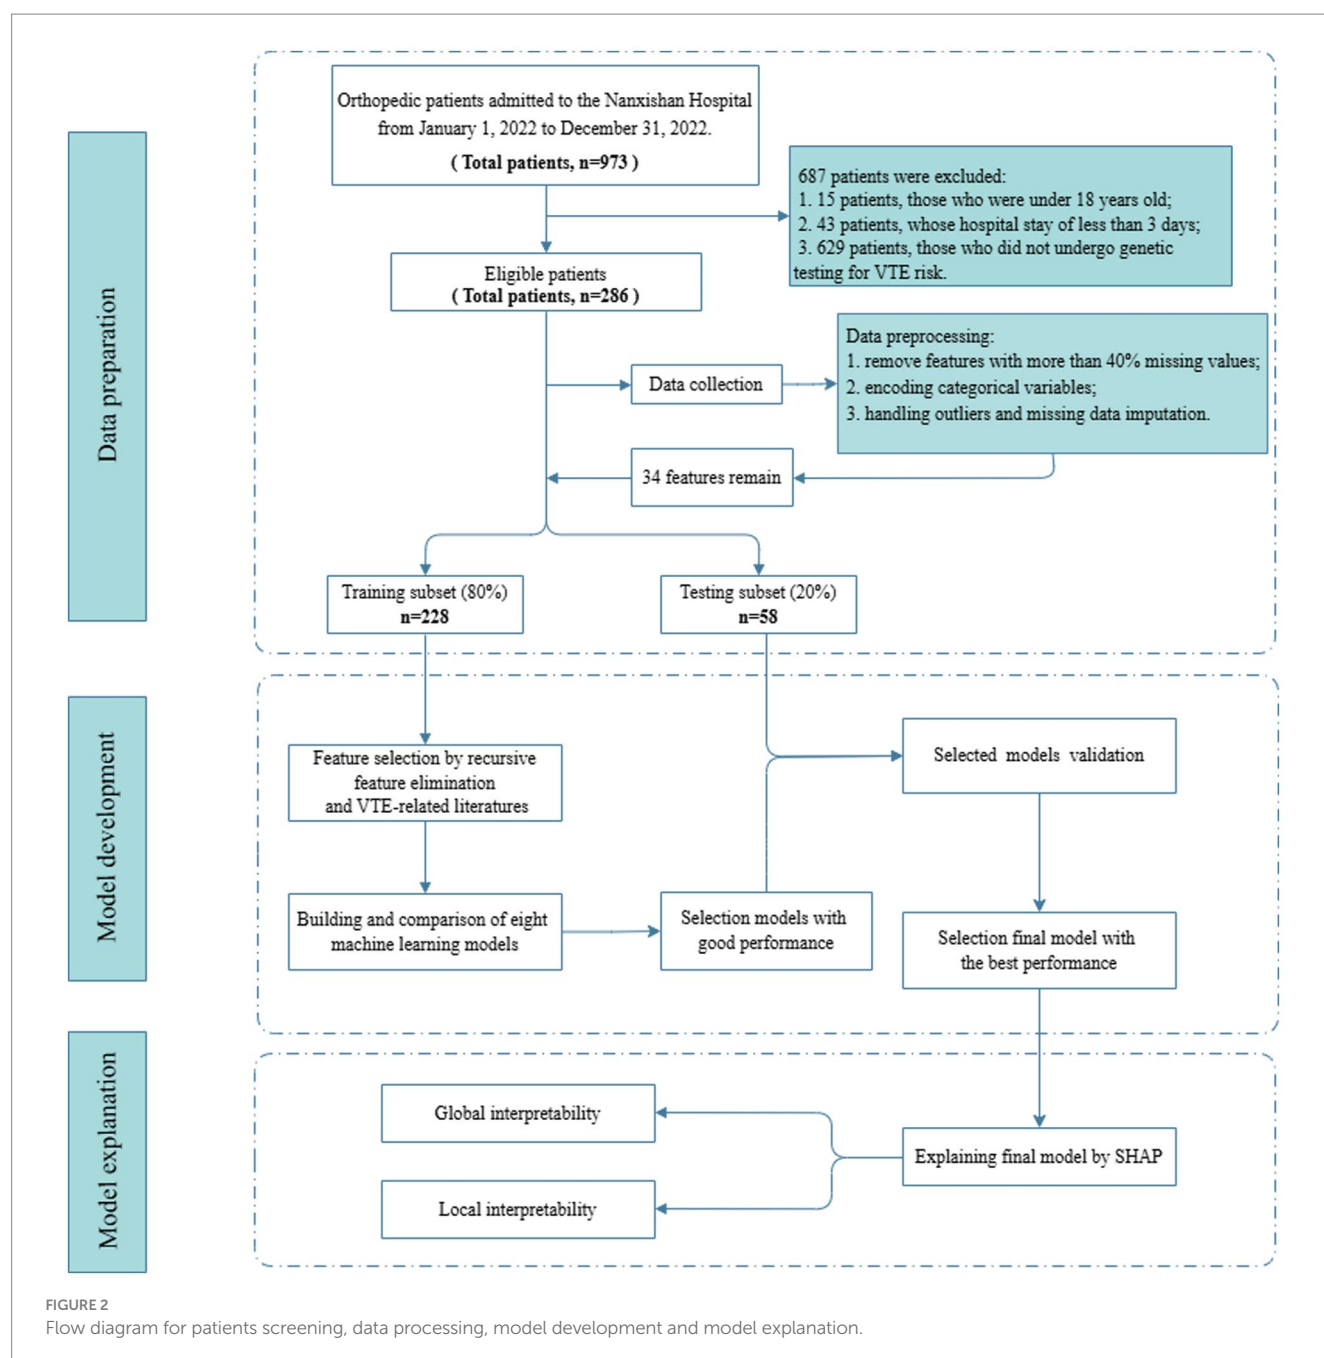 Data preparation
Orthopedic patients admitted to the Nanxishan Hospital
from January 1, 2022 to December 31, 2022.
( Total patients, n=973 )
687 patients were excluded:
1. 15 patients, those who were under 18 years old;
2. 43 patients, whose hospital stay of less than 3 days;
3. 629 patients, those who did not undergo genetic
testing for VTE risk.
Eligible patients
( Total patients, n=286 )
Data collection
Data preprocessing:
1. remove features with more than 40% missing values;
2. encoding categorical variables;
3. handling outliers and missing data imputation.
34 features remain
Training subset (80%)
n=228
Testing subset (20%)
n=58
Model development
Feature selection by recursive
feature elimination
and VTE-related literatures
Building and comparison of eight
machine learning models
Selection models with
good performance
Selected models validation
Selection final model with
the best performance
Model explanation
Explaining final model by SHAP
Global interpretability
Local interpretability
FIGURE 2
Flow diagram for patients screening, data processing, model development and model explanation.